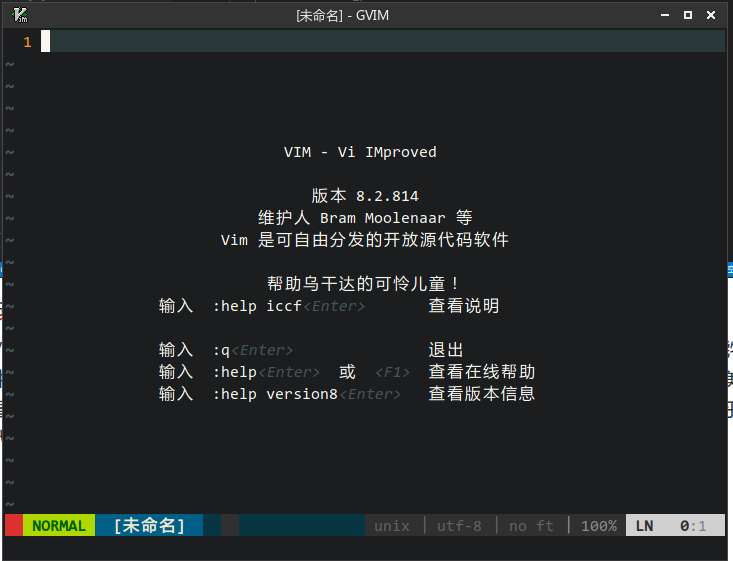 [未命名] - GVIM
1
~
~
~
~
~ VIM - Vi IMproved
~
~ 版本 8.2.814
~ 维护人 Bram Moolenaar 等
~ Vim 是可自由分发的开放源代码软件
~
~ 帮助乌干达的可怜儿童！
~ 输入 :help iccf<Enter> 查看说明
~
~ 输入 :q<Enter> 退出
~ 输入 :help<Enter> 或 <F1> 查看在线帮助
~ 输入 :help version8<Enter> 查看版本信息
~
~
~
~
~
NORMAL [未命名] unix | utf-8 | no ft | 100% LN 0:1